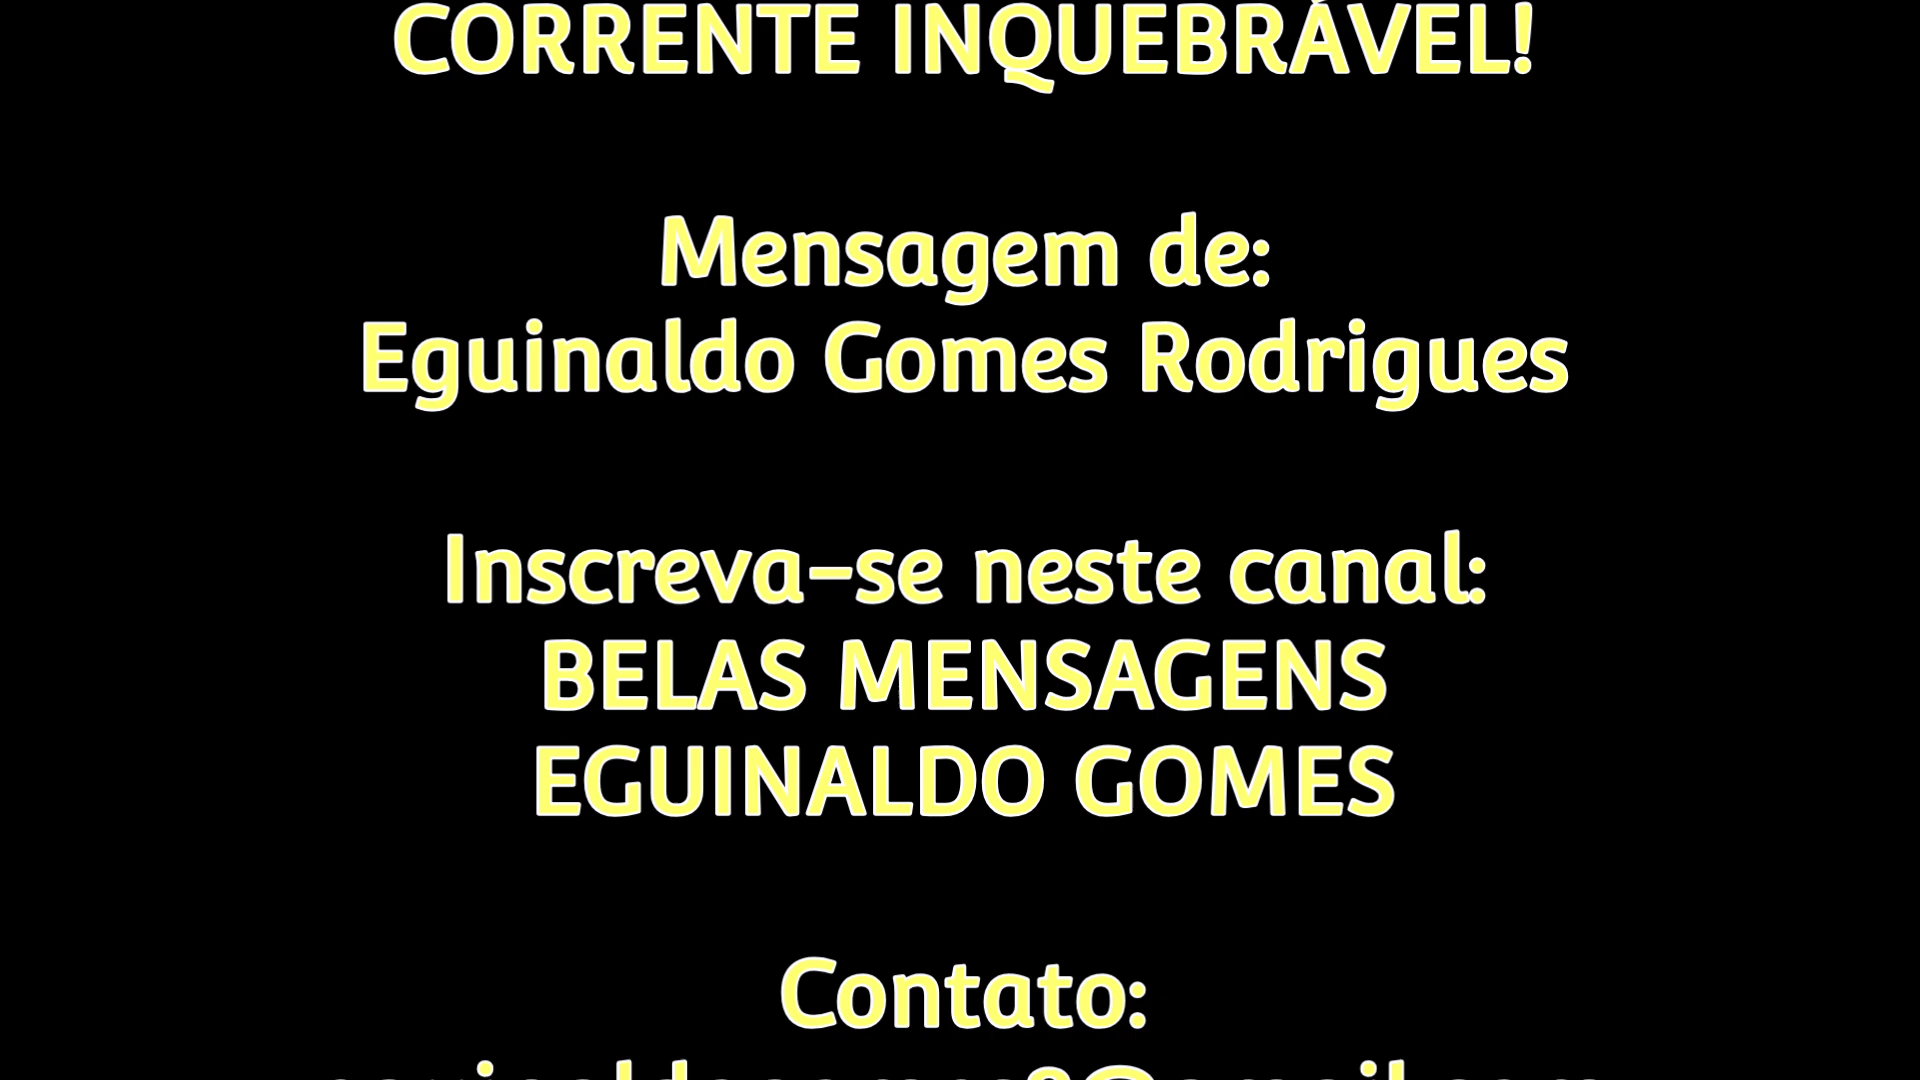 CORRENTE INQUEBRÁVEL!
Mensagem de:
Eguinaldo Gomes Rodrigues
Inscreva-se neste canal:
BELAS MENSAGENS
EGUINALDO GOMES
Contato: